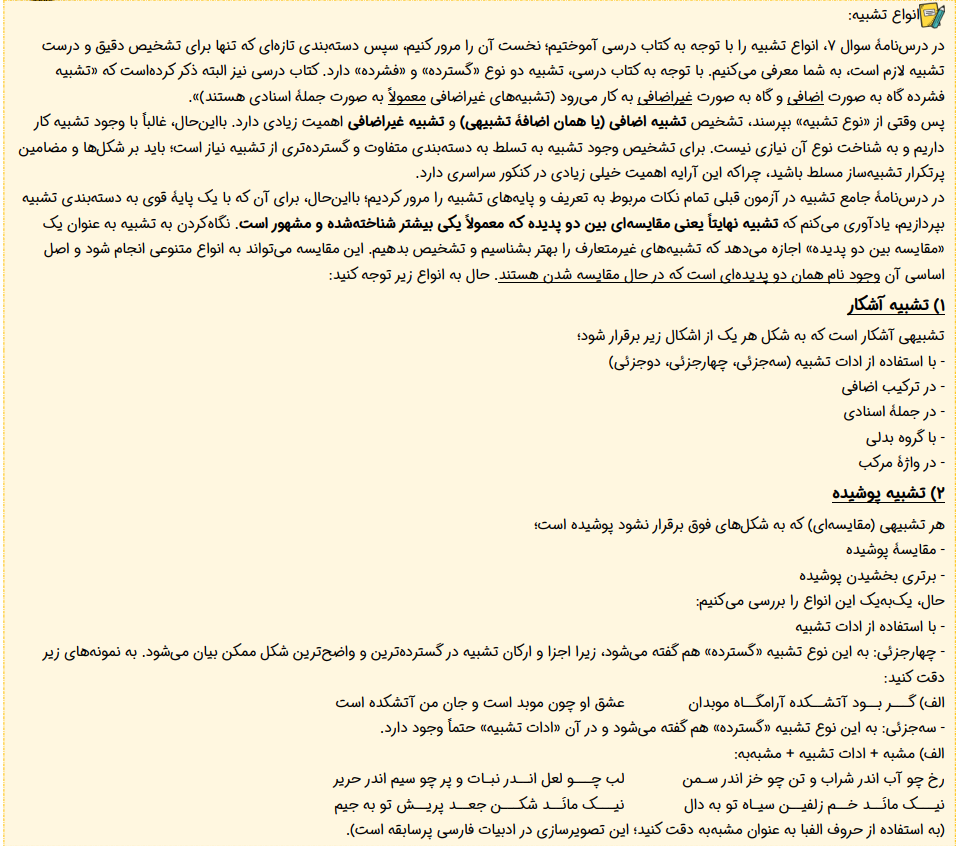 انواع تشبیه:
در درس‌نامهٔ سوال ۷، انواع تشبیه را با توجه به کتاب درسی آموختیم؛ نخست آن را مرور کنیم، سپس دسته‌بندی تازه‌ای که تنها برای تشخیص دقیق و درست
تشبیه لازم است، به شما معرفی می‌کنیم. با توجه به کتاب درسی، تشبیه دو نوع «گسترده» و «فشرده» دارد. کتاب درسی نیز البته ذکر کرده‌است که «تشبیه
فشرده گاه به صورت اضافی و گاه به صورت غیراضافی به کار می‌رود (تشبیه‌های غیراضافی معمولاً به صورت جملهٔ اسنادی هستند)».
پس وقتی از «نوع تشبیه» بپرسند، تشخیص تشبیه اضافی (یا همان اضافهٔ تشبیهی) و تشبیه غیراضافی اهمیت زیادی دارد. بااین‌حال، غالباً با وجود تشبیه کار
داریم و به شناخت نوع آن نیازی نیست. برای تشخیص وجود تشبیه به تسلط به دسته‌بندی متفاوت و گسترده‌تری از تشبیه نیاز است؛ باید بر شکل‌ها و مضامین
پرتکرار تشبیه‌ساز مسلط باشید، چراکه این آرایه اهمیت خیلی زیادی در کنکور سراسری دارد.
در درس‌نامهٔ جامع تشبیه در آزمون قبلی تمام نکات مربوط به تعریف و پایه‌های تشبیه را مرور کردیم؛ بااین‌حال، برای آن که با یک پایهٔ قوی به دسته‌بندی تشبیه
بپردازیم، یادآوری می‌کنم که تشبیه نهایتاً یعنی مقایسه‌ای بین دو پدیده که معمولاً یکی بیشتر شناخته‌شده و مشهور است. نگاه‌کردن به تشبیه به عنوان یک
«مقایسه بین دو پدیده» اجازه می‌دهد که تشبیه‌های غیرمتعارف را بهتر بشناسیم و تشخیص بدهیم. این مقایسه می‌تواند به انواع متنوعی انجام شود و اصل
اساسی آن وجود نام همان دو پدیده‌ای است که در حال مقایسه شدن هستند. حال به انواع زیر توجه کنید:
۱) تشبیه آشکار
تشبیهی آشکار است که به شکل هر یک از اشکال زیر برقرار شود؛
- با استفاده از ادات تشبیه (سه‌جزئی، چهارجزئی، دوجزئی)
- در ترکیب اضافی
- در جملهٔ اسنادی
- با گروه بدلی
- در واژهٔ مرکب
۲) تشبیه پوشیده
هر تشبیهی (مقایسه‌ای) که به شکل‌های فوق برقرار نشود پوشیده است؛
- مقایسهٔ پوشیده
- برتری بخشیدن پوشیده
حال، یک‌به‌یک این انواع را بررسی می‌کنیم:
- با استفاده از ادات تشبیه
- چهارجزئی: به این نوع تشبیه «گسترده» هم گفته می‌شود، زیرا اجزا و ارکان تشبیه در گسترده‌ترین و واضح‌ترین شکل ممکن بیان می‌شود. به نمونه‌های زیر
دقت کنید:
الف) گـــر بـــود آتشـــکده آرامگـــاه موبدان عشق او چون موبد است و جان من آتشکده است
- سه‌جزئی: به این نوع تشبیه «گسترده» هم گفته می‌شود و در آن «ادات تشبیه» حتماً وجود دارد.
الف) مشبه + ادات تشبیه + مشبه‌به:
رخ چو آب اندر شراب و تن چو خز اندر سـمن لب چـــو لعل انـــدر نبـات و پر چو سیم اندر حریر
نیـــک مانَـــد خـــم زلفیـــن سیـاه تو به دال نیـــک مانَـــد شکـــن جعـــد پریـــش تو به جیم
(به استفاده از حروف الفبا به عنوان مشبه‌به دقت کنید؛ این تصویرسازی در ادبیات فارسی پرسابقه است).